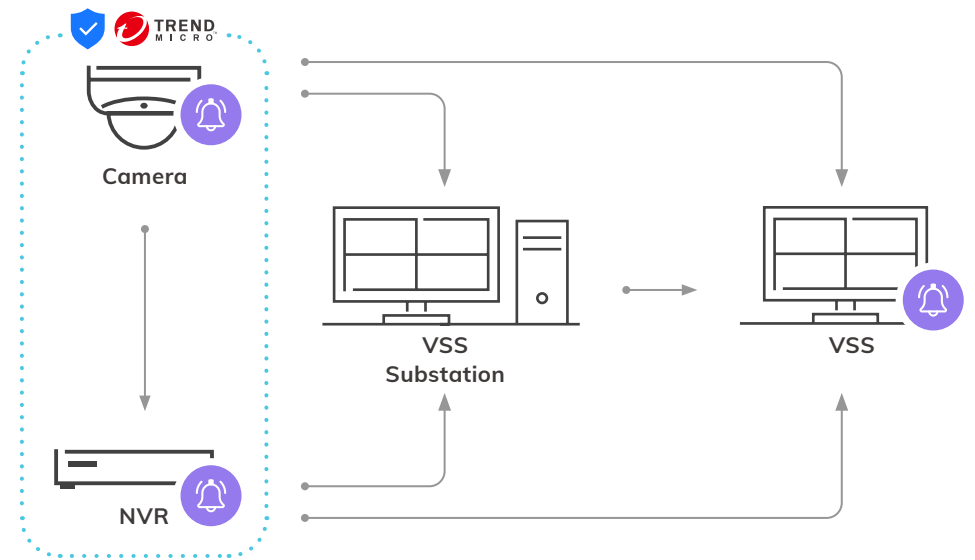 TREND
MICRO
Camera
VSS
Substation
VSS
NVR